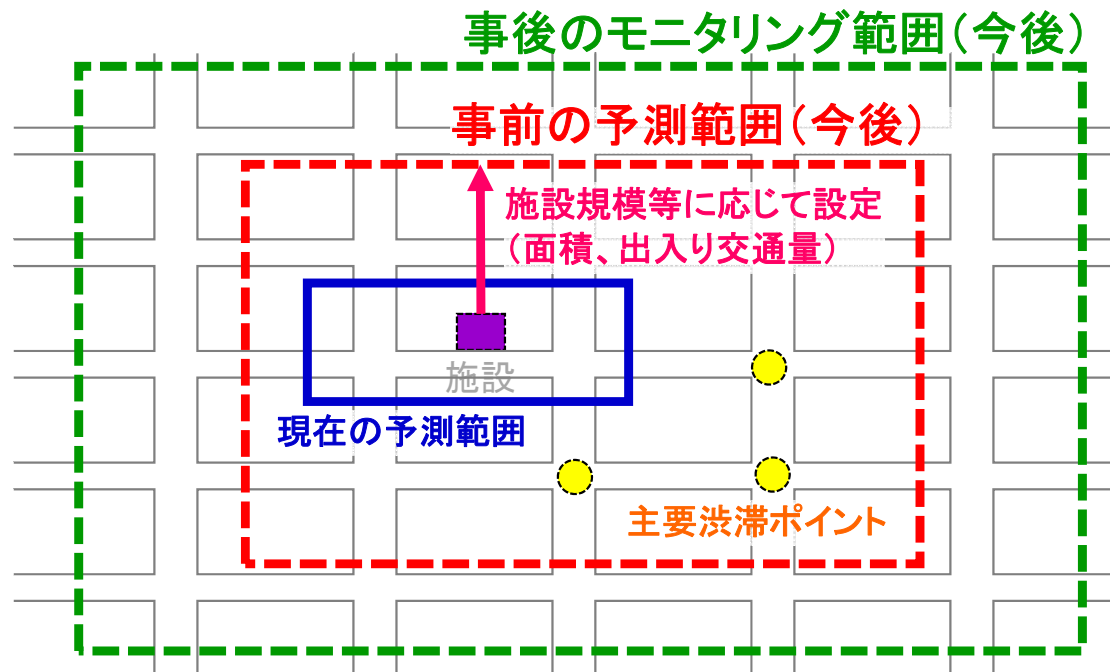 事後のモニタリング範囲(今後)
事前の予測範囲(今後)
施設規模等に応じて設定
(面積、出入り交通量)
施設
現在の予測範囲
主要渋滞ポイント